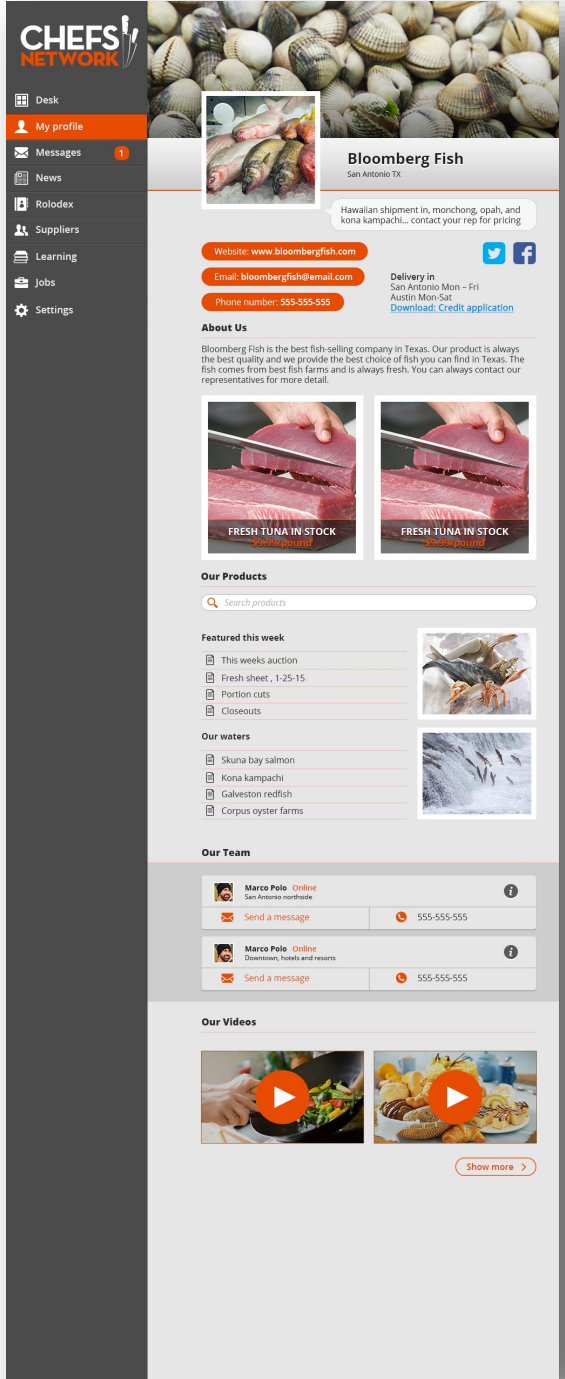 CHEFS
NETWORK
Desk
My profile
Messages 1
News
Rolodex
Suppliers
Learning
Jobs
Settings
Bloomberg Fish
San Antonio TX
Hawaiian shipment in, monchong, opah, and
kona kampachi... contact your rep for pricing
Website: www.bloombergfish.com
Email: bloombergfish@email.com
Phone number: 555-555-555
Delivery in
San Antonio Mon – Fri
Austin Mon-Sat
Download: Credit application
About Us
Bloomberg Fish is the best fish-selling company in Texas. Our product is always
the best quality and we provide the best choice of fish you can find in Texas. The
fish comes from best fish farms and is always fresh. You can always contact our
representatives for more detail.
FRESH TUNA IN STOCK
$9.99/pound
FRESH TUNA IN STOCK
$9.99/pound
Our Products
Search products
Featured this week
This weeks auction
Fresh sheet , 1-25-15
Portion cuts
Closeouts
Our waters
Skuna bay salmon
Kona kampachi
Galveston redfish
Corpus oyster farms
Our Team
Marco Polo Online
San Antonio northside
Send a message 555-555-555
Marco Polo Online
Downtown, hotels and resorts
Send a message 555-555-555
Our Videos
Show more